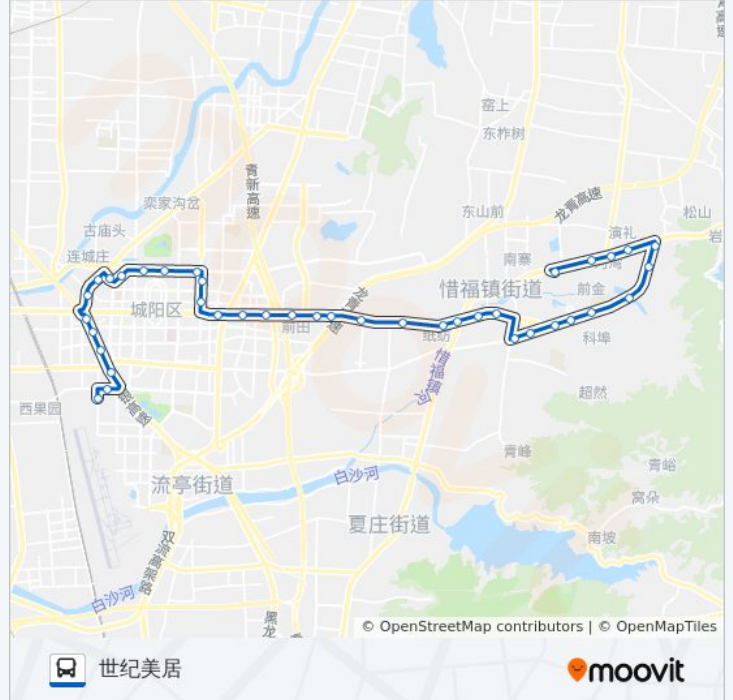 窑上
东柞树
青新高速
栾家沟岔
东山前
龙青高速
松山
古庙头
演礼
岩
连城庄
南寨
惜福镇街道
前金
城阳区
前田
科埠
惜福镇河
西果园
超然
青峰
白沙河
青峪
流亭街道
窝朵
夏庄街道
南坡
双流高架路
白沙河
黑龙
© OpenStreetMap contributors | © OpenMapTiles
世纪美居
moovit